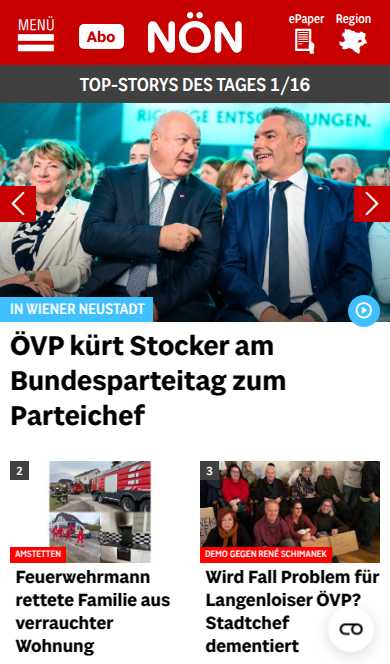 MENÜ
Abo
NÖN
ePaper
Region
TOP-STORYS DES TAGES 1/16
RICHTIGE ENTSCHEIDUNGEN.
IN WIENER NEUSTADT
ÖVP kürt Stocker am
Bundesparteitag zum
Parteichef
2
AMSTETTEN
Feuerwehrmann
rettete Familie aus
verrauchter
Wohnung
3
DEMO GEGEN RENÉ SCHIMANEK
Wird Fall Problem für
Langenloiser ÖVP?
Stadtchef
dementiert